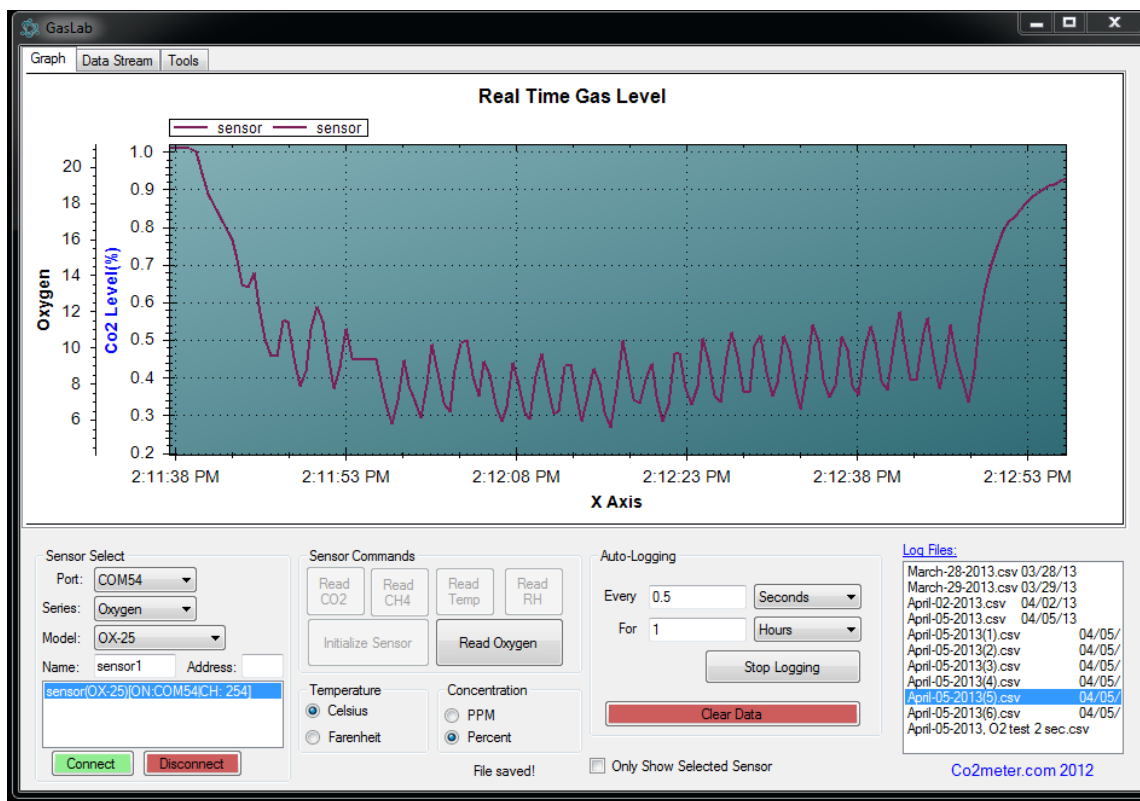 GasLab
Graph Data Stream Tools
Real Time Gas Level
sensor sensor
Oxygen
20
18
16
14
12
10
8
6
Co2 Level(%)
1.0
0.9
0.8
0.7
0.6
0.5
0.4
0.3
0.2
2:11:38 PM 2:11:53 PM 2:12:08 PM 2:12:23 PM 2:12:38 PM 2:12:53 PM
X Axis
Sensor Select
Port: COM54
Series: Oxygen
Model: OX-25
Name: sensor1 Address:
sensor(OX-25)[ON:COM54|CH: 254]
Connect Disconnect
Sensor Commands
Read CO2
Read CH4
Read Temp
Read RH
Initialize Sensor Read Oxygen
Temperature
Celsius
Farenheit
Concentration
PPM
Percent
File saved!
Auto-Logging
Every 0.5 Seconds
For 1 Hours
Stop Logging
Clear Data
Only Show Selected Sensor
Log Files:
March-28-2013.csv 03/28/13
March-29-2013.csv 03/29/13
April-02-2013.csv 04/02/13
April-05-2013.csv 04/05/13
April-05-2013(1).csv 04/05/
April-05-2013(2).csv 04/05/
April-05-2013(3).csv 04/05/
April-05-2013(4).csv 04/05/
April-05-2013(5).csv 04/05/
April-05-2013(6).csv 04/05/
April-05-2013, O2 test 2 sec.csv
Co2meter.com 2012